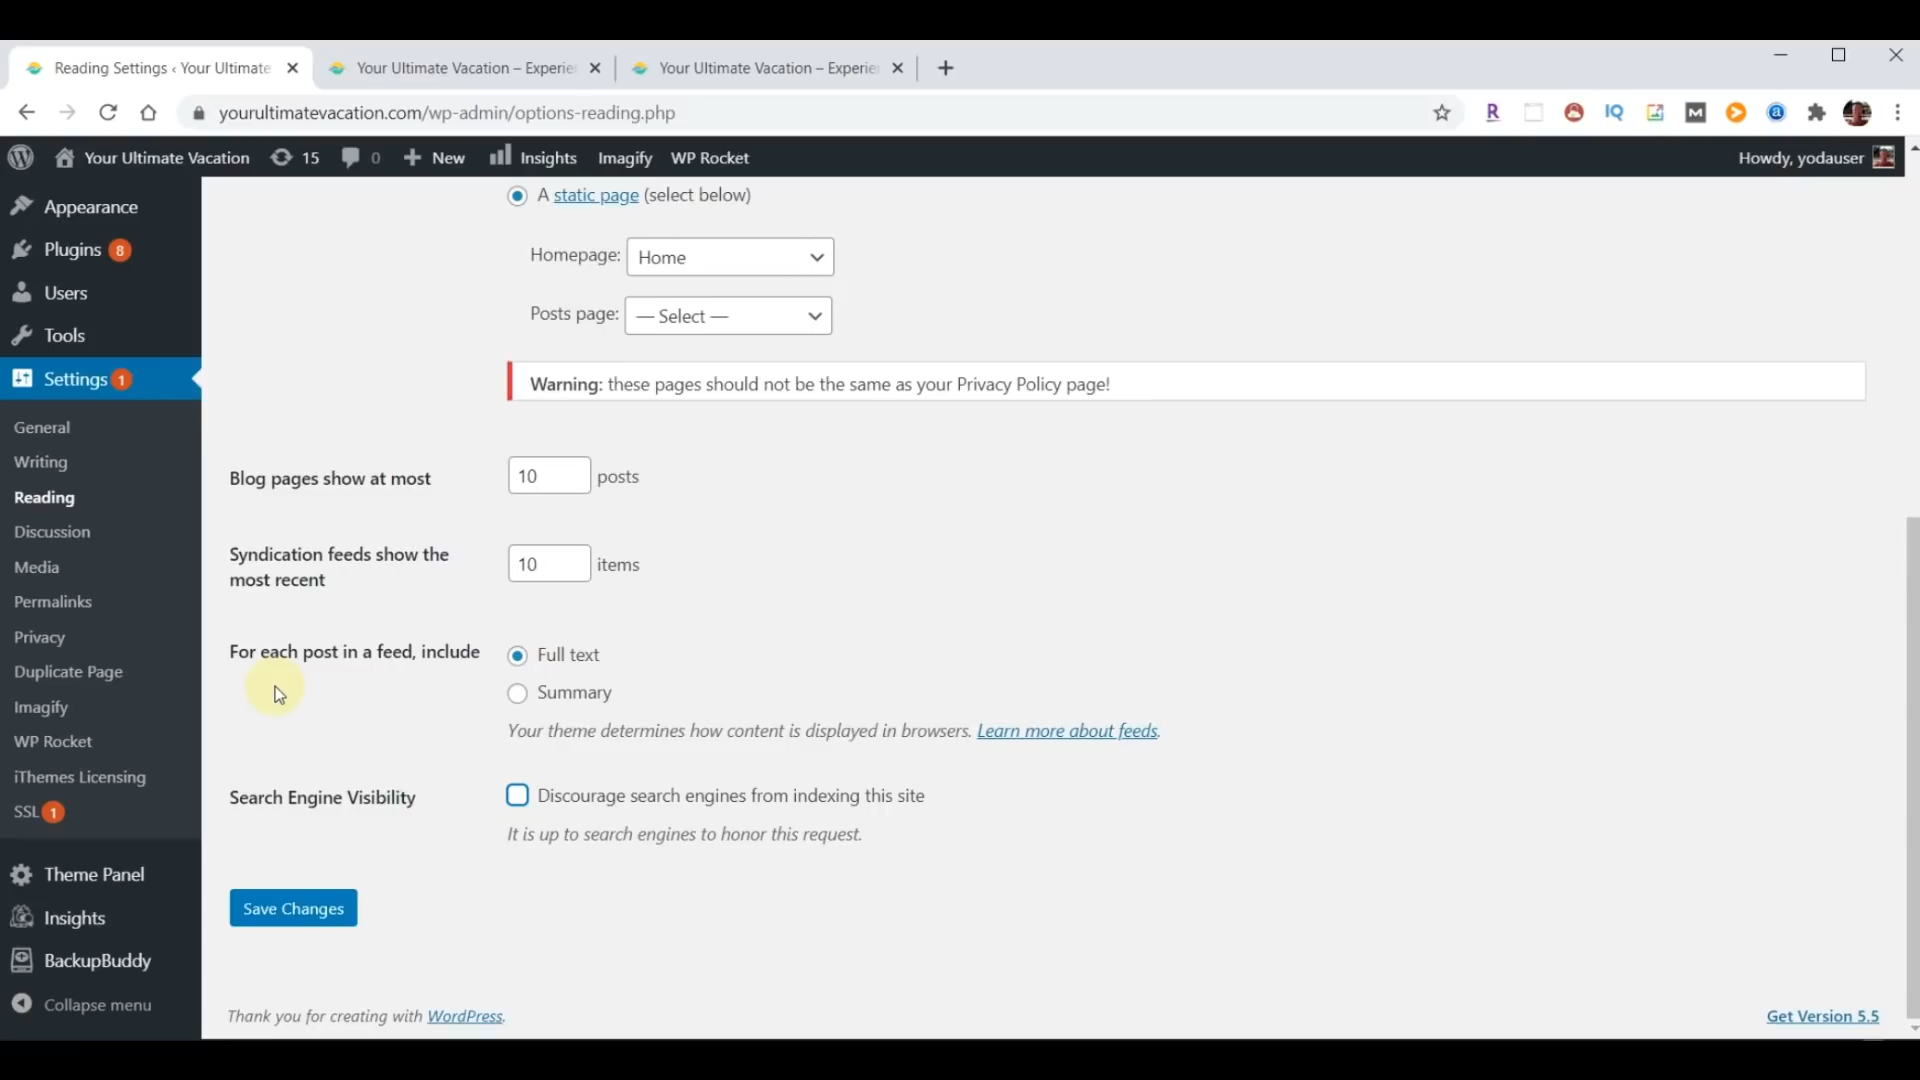 Reading Settings ‹ Your Ultimate
Your Ultimate Vacation – Experie
Your Ultimate Vacation – Experie
yourultimatevacation.com/wp-admin/options-reading.php
Your Ultimate Vacation 15 0 New Insights Imagify WP Rocket Howdy, yodauser
Appearance
Plugins 8
Users
Tools
Settings 1
General
Writing
Reading
Discussion
Media
Permalinks
Privacy
Duplicate Page
Imagify
WP Rocket
iThemes Licensing
SSL 1
Theme Panel
Insights
BackupBuddy
Collapse menu
A static page (select below)
Homepage: Home
Posts page: — Select —
Warning: these pages should not be the same as your Privacy Policy page!
Blog pages show at most 10 posts
Syndication feeds show the
most recent
10 items
For each post in a feed, include
Full text
Summary
Your theme determines how content is displayed in browsers. Learn more about feeds.
Search Engine Visibility
Discourage search engines from indexing this site
It is up to search engines to honor this request.
Save Changes
Thank you for creating with WordPress.
Get Version 5.5